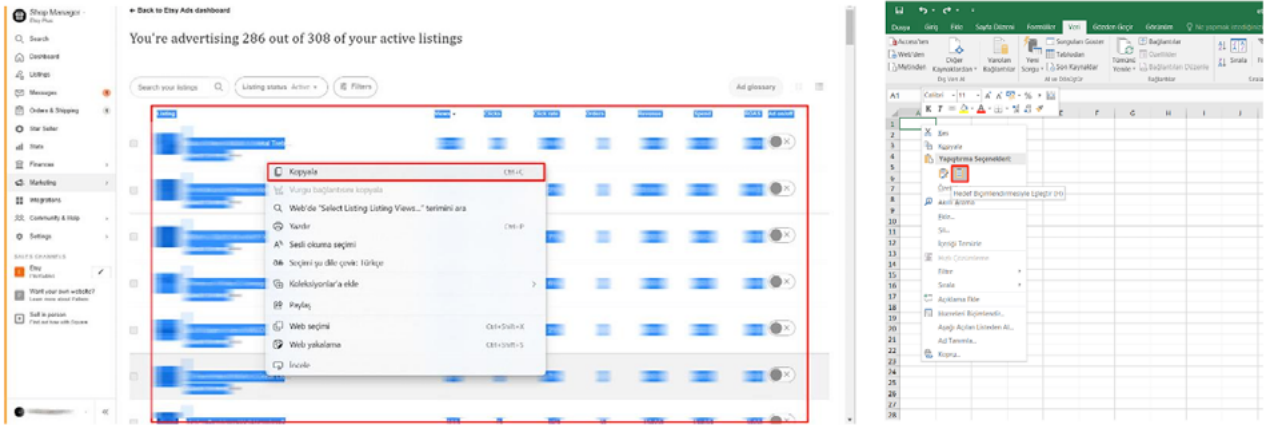 Shop Manager
Etsy Plus
Search
Dashboard
Listings
Messages
Orders & Shipping
Star Seller
Stats
Finances
Marketing
Integrations
Community & Help
Settings
SALES CHANNELS
Etsy
Want your own website?
Sell in person
← Back to Etsy Ads dashboard
You're advertising 286 out of 308 of your active listings
Search your listings
Listing status Active
Filters
Ad glossary
Listing Views Clicks Click rate Orders Revenue Spend ROAS Ad on/off
Kopyala Ctrl+C
Vurgu bağlantısını kopyala
Web'de "Select Listing Listing Views..." terimini ara
Yazdır Ctrl+P
Sesli okuma seçimi
Seçimi şu dile çevir: Türkçe
Koleksiyonlar'a ekle
Paylaş
Web seçimi Ctrl+Shift+X
Web yakalama Ctrl+Shift+S
İncele
Dosya Giriş Ekle Sayfa Düzeni Formüller Veri Gözden Geçir Görünüm
Access'ten
Web'den
Metinden
Diğer Kaynaklardan
Varolan Bağlantılar
Dış Veri Al
Yeni Sorgu
Sorguları Göster
Tablodan
Son Kaynaklar
Al ve Dönüştür
Tümünü Yenile
Bağlantılar
Özellikler
Bağlantıları Düzenle
Bağlantılar
Sırala
A1
Calibri 11
K T
A F G H I J
Kes
Kopyala
Yapıştırma Seçenekleri:
Hedef Biçimlendirmesiyle Eşleştir (H)
Akıllı Arama
Ekle...
Sil...
İçeriği Temizle
Hızlı Çözümleme
Filtre
Sırala
Açıklama Ekle
Hücreleri Biçimlendir...
Aşağı Açılan Listeden Al...
Ad Tanımla...
Köprü...
1
2
3
4
5
6
7
8
9
10
11
12
13
14
15
16
17
18
19
20
21
22
23
24
25
26
27
28